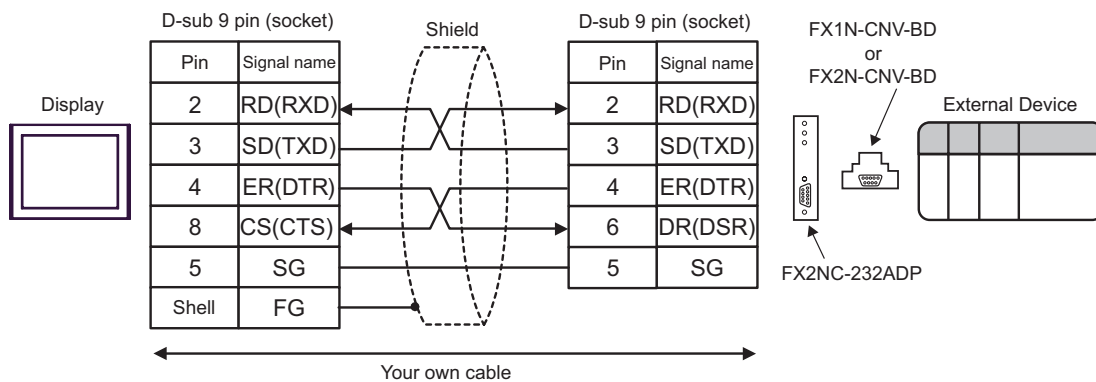 D-sub 9 pin (socket)
Shield
D-sub 9 pin (socket)
FX1N-CNV-BD
or
FX2N-CNV-BD
Display
External Device
Pin Signal name
2 RD(RXD)
3 SD(TXD)
4 ER(DTR)
8 CS(CTS)
5 SG
Shell FG
Pin Signal name
2 RD(RXD)
3 SD(TXD)
4 ER(DTR)
6 DR(DSR)
5 SG
FX2NC-232ADP
Your own cable